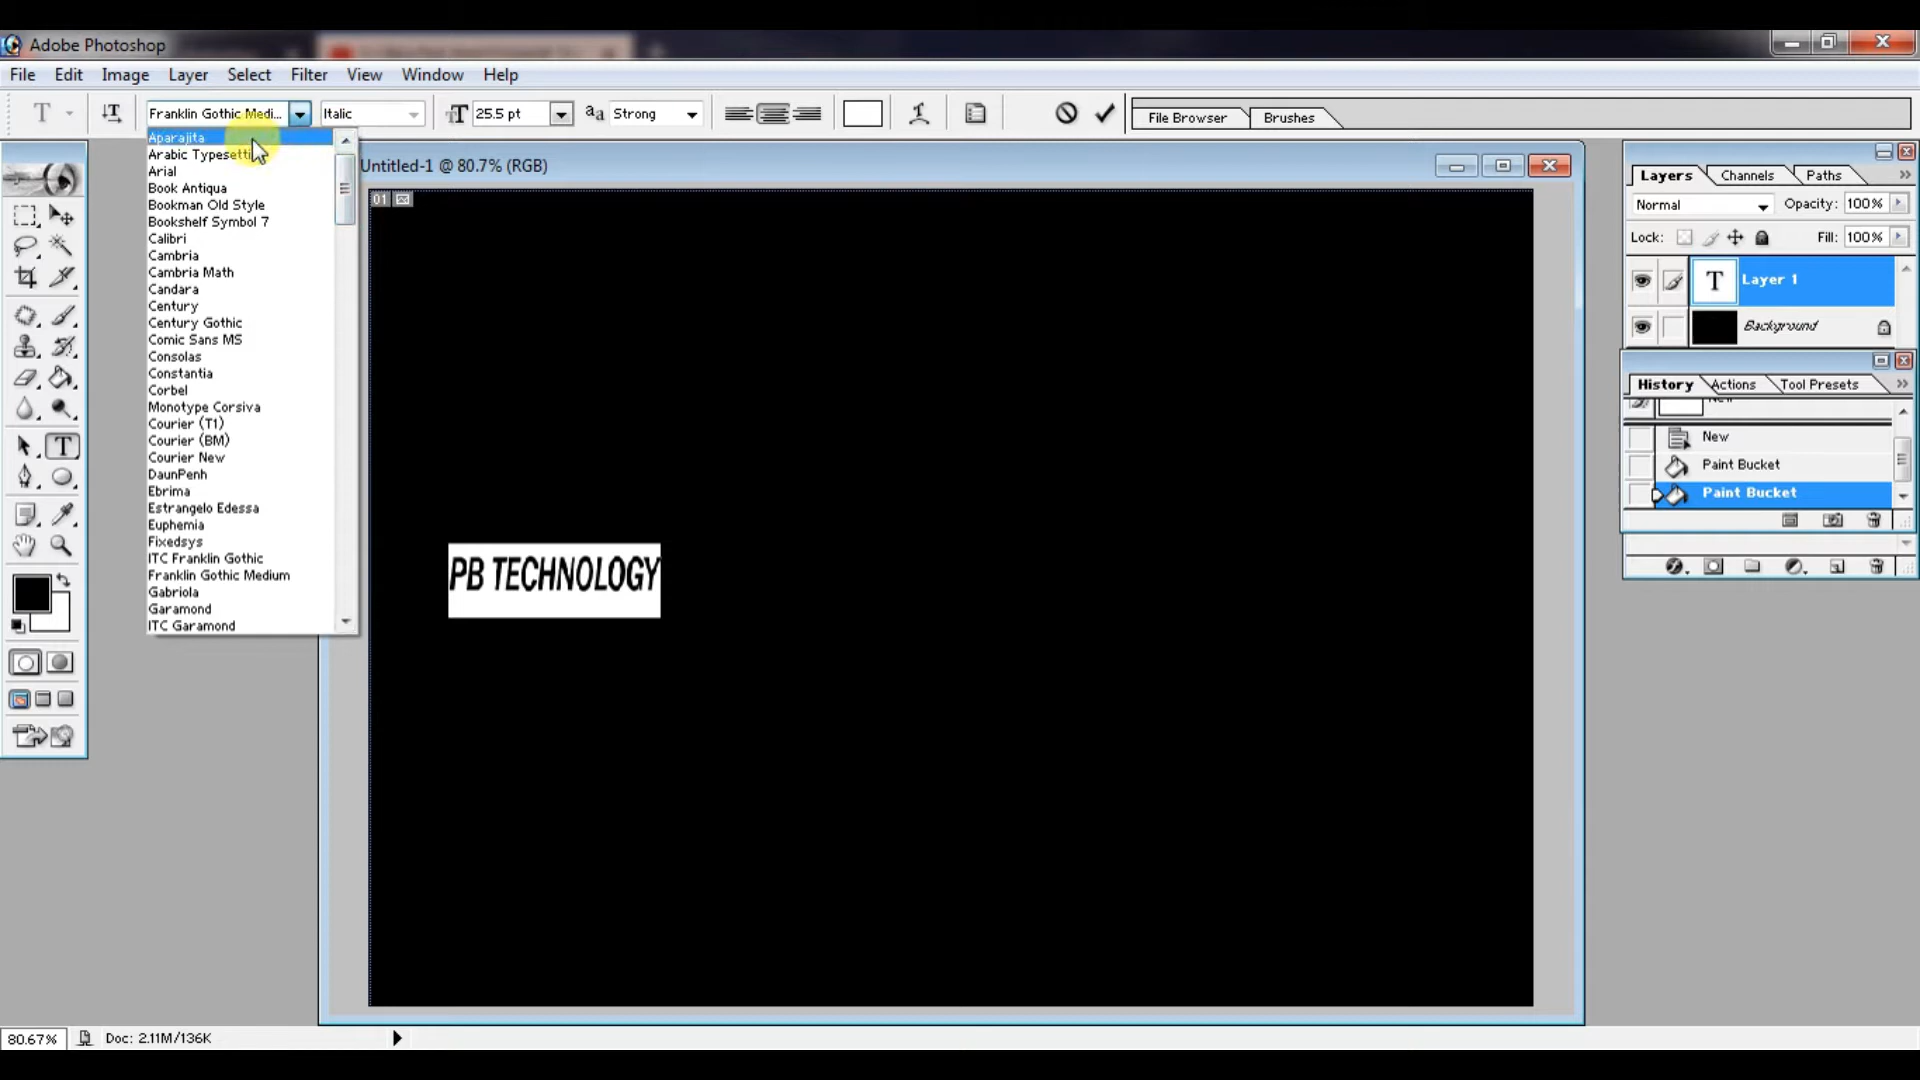 Adobe Photoshop
File Edit Image Layer Select Filter View Window Help
Franklin Gothic Medi... Italic 25.5 pt aa Strong File Browser Brushes
Aparajita
Arabic Typesetti
Arial
Book Antiqua
Bookman Old Style
Bookshelf Symbol 7
Calibri
Cambria
Cambria Math
Candara
Century
Century Gothic
Comic Sans MS
Consolas
Constantia
Corbel
Monotype Corsiva
Courier (T1)
Courier (BM)
Courier New
DaunPenh
Ebrima
Estrangelo Edessa
Euphemia
Fixedsys
ITC Franklin Gothic
Franklin Gothic Medium
Gabriola
Garamond
ITC Garamond
Untitled-1 @ 80.7% (RGB)
01
PB TECHNOLOGY
Layers Channels Paths
Normal Opacity: 100%
Lock: Fill: 100%
T Layer 1
Background
History Actions Tool Presets
New
Paint Bucket
Paint Bucket
80.67% Doc: 2.11M/136K